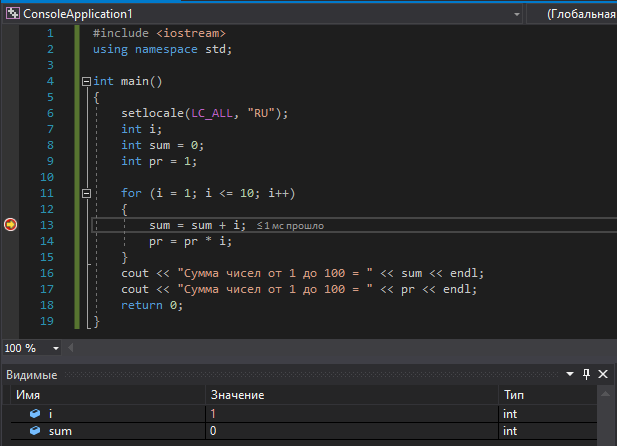 ConsoleApplication1 (Глобальная
1 #include <iostream>
2 using namespace std;
3
4 int main()
5 {
6 setlocale(LC_ALL, "RU");
7 int i;
8 int sum = 0;
9 int pr = 1;
10
11 for (i = 1; i <= 10; i++)
12 {
13 sum = sum + i; ≤ 1 мс прошло
14 pr = pr * i;
15 }
16 cout << "Сумма чисел от 1 до 100 = " << sum << endl;
17 cout << "Сумма чисел от 1 до 100 = " << pr << endl;
18 return 0;
19 }
100 %
Видимые
Имя Значение Тип
i 1 int
sum 0 int